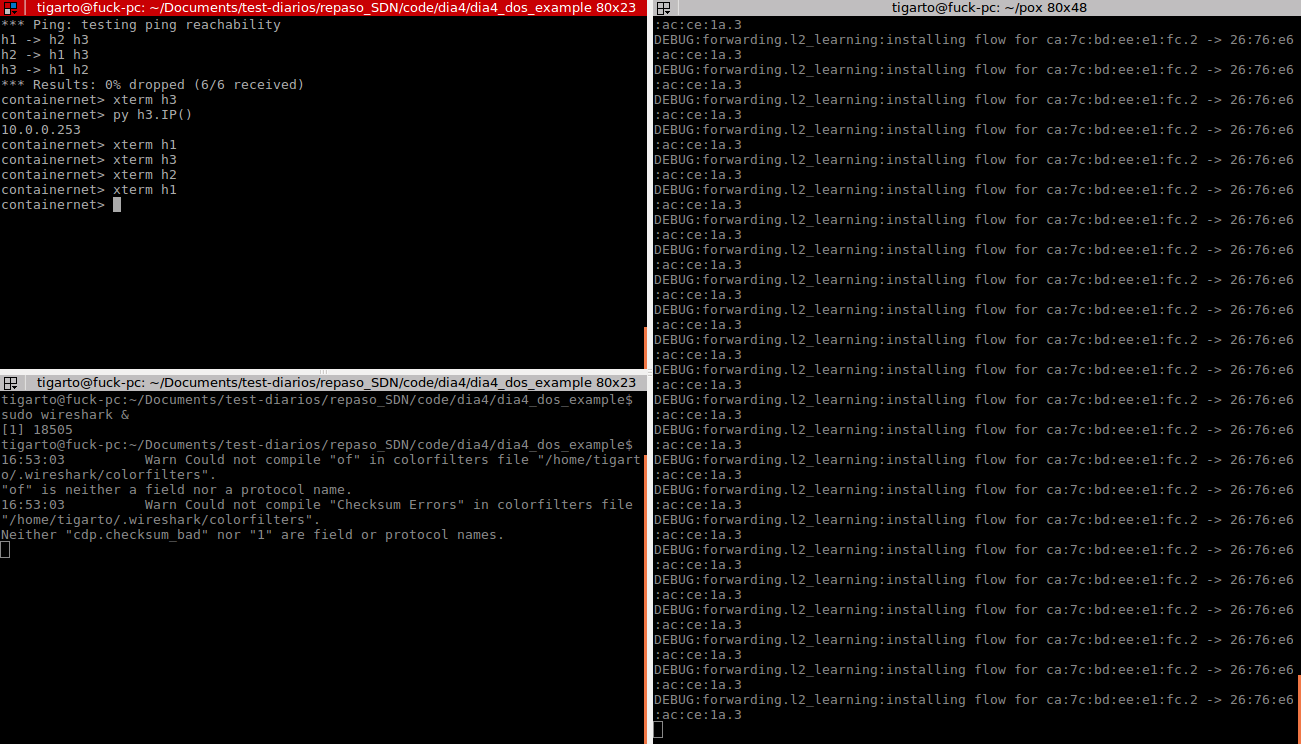 tigarto@fuck-pc: ~/Documents/test-diarios/repaso_SDN/code/dia4/dia4_dos_example 80x23
*** Ping: testing ping reachability
h1 -> h2 h3
h2 -> h1 h3
h3 -> h1 h2
*** Results: 0% dropped (6/6 received)
containernet> xterm h3
containernet> py h3.IP()
10.0.0.253
containernet> xterm h1
containernet> xterm h3
containernet> xterm h2
containernet> xterm h1
containernet>
tigarto@fuck-pc: ~/Documents/test-diarios/repaso_SDN/code/dia4/dia4_dos_example 80x23
tigarto@fuck-pc:~/Documents/test-diarios/repaso_SDN/code/dia4/dia4_dos_example$
sudo wireshark &
[1] 18505
tigarto@fuck-pc:~/Documents/test-diarios/repaso_SDN/code/dia4/dia4_dos_example$
16:53:03          Warn Could not compile "of" in colorfilters file "/home/tigart
o/.wireshark/colorfilters".
"of" is neither a field nor a protocol name.
16:53:03          Warn Could not compile "Checksum Errors" in colorfilters file
"/home/tigarto/.wireshark/colorfilters".
Neither "cdp.checksum_bad" nor "1" are field or protocol names.
tigarto@fuck-pc: ~/pox 80x48
:ac:ce:1a.3
DEBUG:forwarding.l2_learning:installing flow for ca:7c:bd:ee:e1:fc.2 -> 26:76:e6
:ac:ce:1a.3
DEBUG:forwarding.l2_learning:installing flow for ca:7c:bd:ee:e1:fc.2 -> 26:76:e6
:ac:ce:1a.3
DEBUG:forwarding.l2_learning:installing flow for ca:7c:bd:ee:e1:fc.2 -> 26:76:e6
:ac:ce:1a.3
DEBUG:forwarding.l2_learning:installing flow for ca:7c:bd:ee:e1:fc.2 -> 26:76:e6
:ac:ce:1a.3
DEBUG:forwarding.l2_learning:installing flow for ca:7c:bd:ee:e1:fc.2 -> 26:76:e6
:ac:ce:1a.3
DEBUG:forwarding.l2_learning:installing flow for ca:7c:bd:ee:e1:fc.2 -> 26:76:e6
:ac:ce:1a.3
DEBUG:forwarding.l2_learning:installing flow for ca:7c:bd:ee:e1:fc.2 -> 26:76:e6
:ac:ce:1a.3
DEBUG:forwarding.l2_learning:installing flow for ca:7c:bd:ee:e1:fc.2 -> 26:76:e6
:ac:ce:1a.3
DEBUG:forwarding.l2_learning:installing flow for ca:7c:bd:ee:e1:fc.2 -> 26:76:e6
:ac:ce:1a.3
DEBUG:forwarding.l2_learning:installing flow for ca:7c:bd:ee:e1:fc.2 -> 26:76:e6
:ac:ce:1a.3
DEBUG:forwarding.l2_learning:installing flow for ca:7c:bd:ee:e1:fc.2 -> 26:76:e6
:ac:ce:1a.3
DEBUG:forwarding.l2_learning:installing flow for ca:7c:bd:ee:e1:fc.2 -> 26:76:e6
:ac:ce:1a.3
DEBUG:forwarding.l2_learning:installing flow for ca:7c:bd:ee:e1:fc.2 -> 26:76:e6
:ac:ce:1a.3
DEBUG:forwarding.l2_learning:installing flow for ca:7c:bd:ee:e1:fc.2 -> 26:76:e6
:ac:ce:1a.3
DEBUG:forwarding.l2_learning:installing flow for ca:7c:bd:ee:e1:fc.2 -> 26:76:e6
:ac:ce:1a.3
DEBUG:forwarding.l2_learning:installing flow for ca:7c:bd:ee:e1:fc.2 -> 26:76:e6
:ac:ce:1a.3
DEBUG:forwarding.l2_learning:installing flow for ca:7c:bd:ee:e1:fc.2 -> 26:76:e6
:ac:ce:1a.3
DEBUG:forwarding.l2_learning:installing flow for ca:7c:bd:ee:e1:fc.2 -> 26:76:e6
:ac:ce:1a.3
DEBUG:forwarding.l2_learning:installing flow for ca:7c:bd:ee:e1:fc.2 -> 26:76:e6
:ac:ce:1a.3
DEBUG:forwarding.l2_learning:installing flow for ca:7c:bd:ee:e1:fc.2 -> 26:76:e6
:ac:ce:1a.3
DEBUG:forwarding.l2_learning:installing flow for ca:7c:bd:ee:e1:fc.2 -> 26:76:e6
:ac:ce:1a.3
DEBUG:forwarding.l2_learning:installing flow for ca:7c:bd:ee:e1:fc.2 -> 26:76:e6
:ac:ce:1a.3
DEBUG:forwarding.l2_learning:installing flow for ca:7c:bd:ee:e1:fc.2 -> 26:76:e6
:ac:ce:1a.3